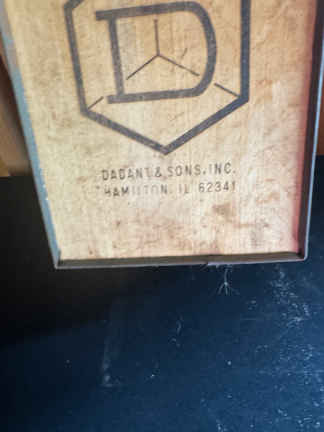 D
DADANT & SONS, INC.
HAMILTON, IL 62341